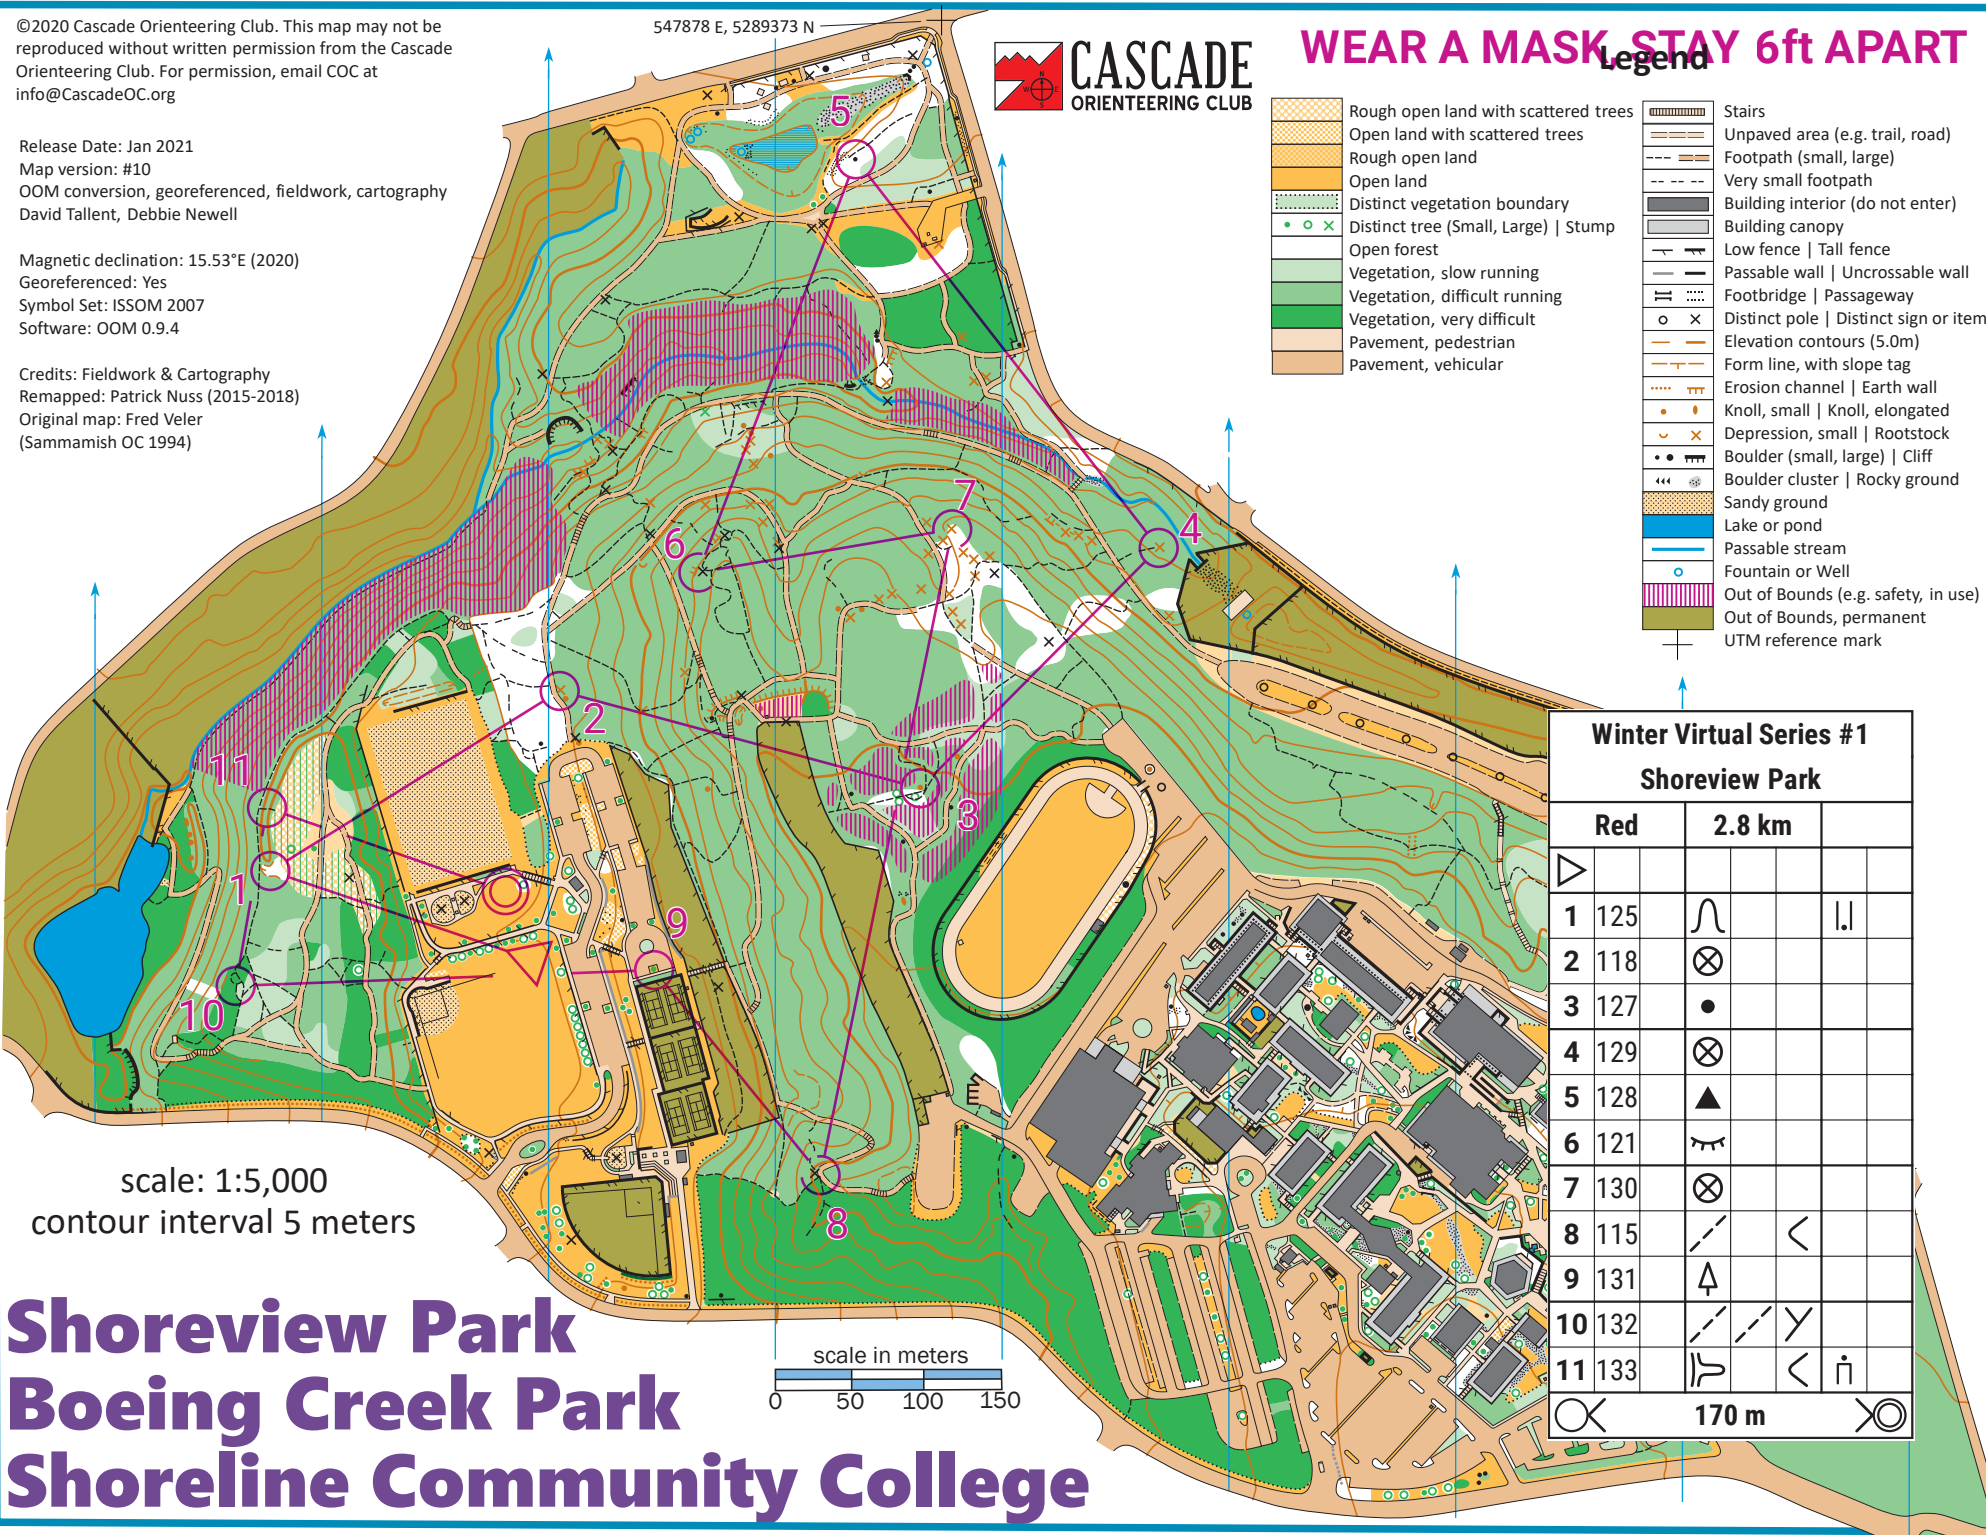 ©2020 Cascade Orienteering Club. This map may not be
reproduced without written permission from the Cascade
Orienteering Club. For permission, email COC at
info@CascadeOC.org
Release Date: Jan 2021
Map version: #10
OOM conversion, georeferenced, fieldwork, cartography
David Tallent, Debbie Newell
Magnetic declination: 15.53°E (2020)
Georeferenced: Yes
Symbol Set: ISSOM 2007
Software: OOM 0.9.4
Credits: Fieldwork & Cartography
Remapped: Patrick Nuss (2015-2018)
Original map: Fred Veler
(Sammamish OC 1994)
547878 E, 5289373 N
N
W E
S
CASCADE
ORIENTEERING CLUB
WEAR A MASK, STAY 6ft APART
Legend
Rough open land with scattered trees
Open land with scattered trees
Rough open land
Open land
Distinct vegetation boundary
Distinct tree (Small, Large) | Stump
Open forest
Vegetation, slow running
Vegetation, difficult running
Vegetation, very difficult
Pavement, pedestrian
Pavement, vehicular
Stairs
Unpaved area (e.g. trail, road)
Footpath (small, large)
Very small footpath
Building interior (do not enter)
Building canopy
Low fence | Tall fence
Passable wall | Uncrossable wall
Footbridge | Passageway
Distinct pole | Distinct sign or item
Elevation contours (5.0m)
Form line, with slope tag
Erosion channel | Earth wall
Knoll, small | Knoll, elongated
Depression, small | Rootstock
Boulder (small, large) | Cliff
Boulder cluster | Rocky ground
Sandy ground
Lake or pond
Passable stream
Fountain or Well
Out of Bounds (e.g. safety, in use)
Out of Bounds, permanent
UTM reference mark
5
7
4
6
2
11
3
1
9
10
8
Winter Virtual Series #1
Shoreview Park
Red 2.8 km
1 125
2 118
3 127
4 129
5 128
6 121
7 130
8 115
9 131
10 132
11 133
170 m
scale: 1:5,000
contour interval 5 meters
scale in meters
0 50 100 150
Shoreview Park
Boeing Creek Park
Shoreline Community College